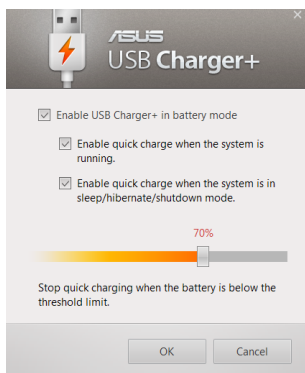 ASUS
USB Charger+
Enable USB Charger+ in battery mode
Enable quick charge when the system is
running.
Enable quick charge when the system is in
sleep/hibernate/shutdown mode.
70%
Stop quick charging when the battery is below the
threshold limit.
OK
Cancel